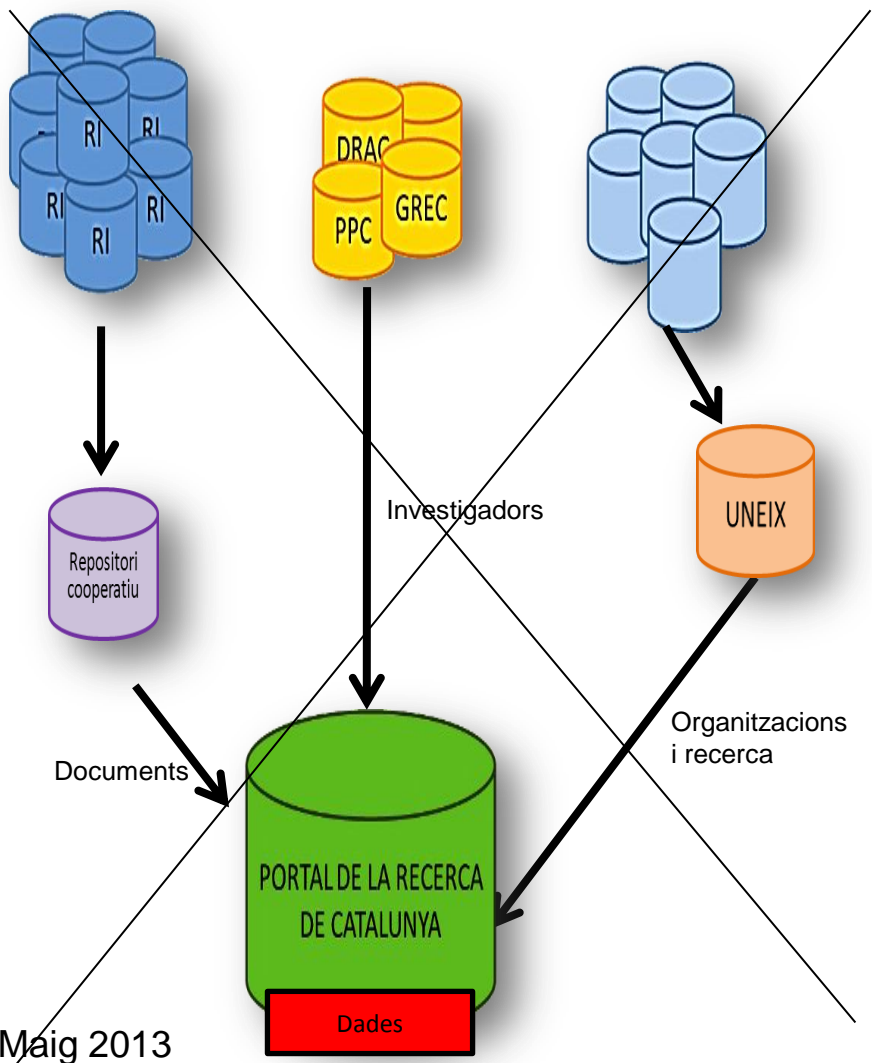 RI
RI
RI
RI
RI
RI
DRAC
PPC
GREC
Investigadors
UNEIX
Repositori
cooperatiu
Documents
Organitzacions
i recerca
PORTAL DE LA RECERCA
DE CATALUNYA
Dades
Maig 2013